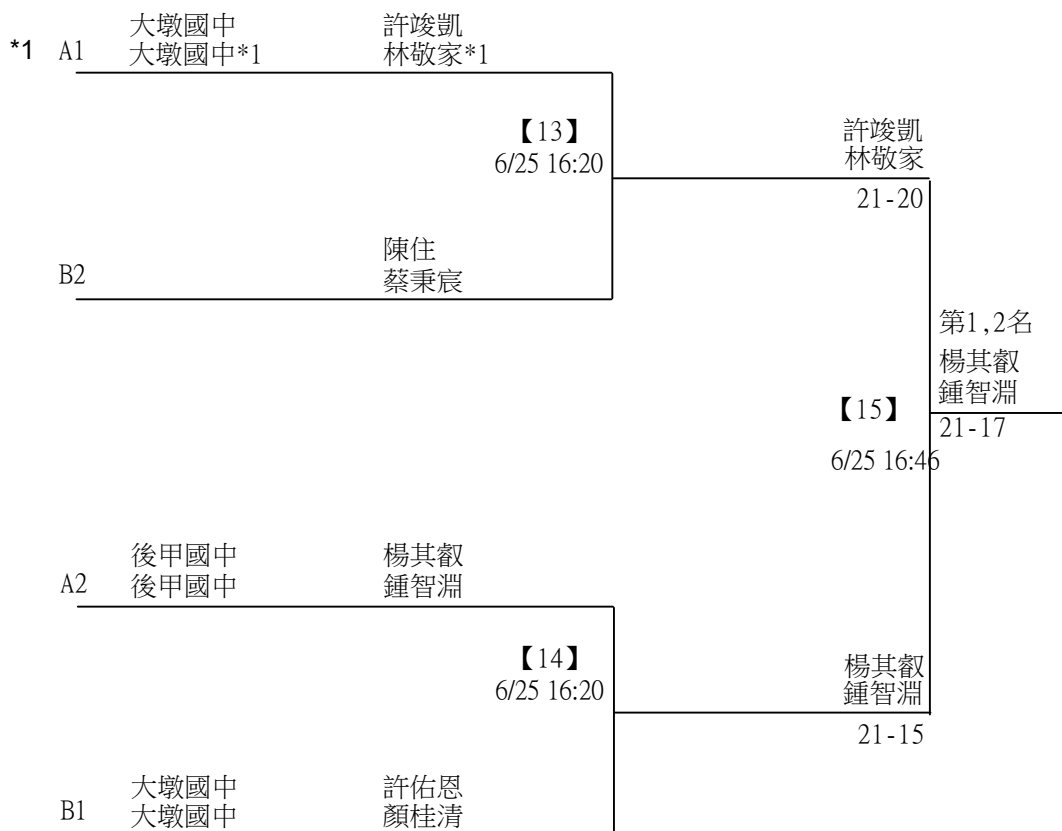 *1 A1 大墩國中 許竣凱
大墩國中*1 林敬家*1
【13】
6/25 16:20
許竣凱
林敬家
21-20
B2 陳住
蔡秉宸
第1,2名
楊其叡
鍾智淵
21-17
【15】
6/25 16:46
A2 後甲國中 楊其叡
後甲國中 鍾智淵
【14】
6/25 16:20
楊其叡
鍾智淵
21-15
B1 大墩國中 許佑恩
大墩國中 顏桂清